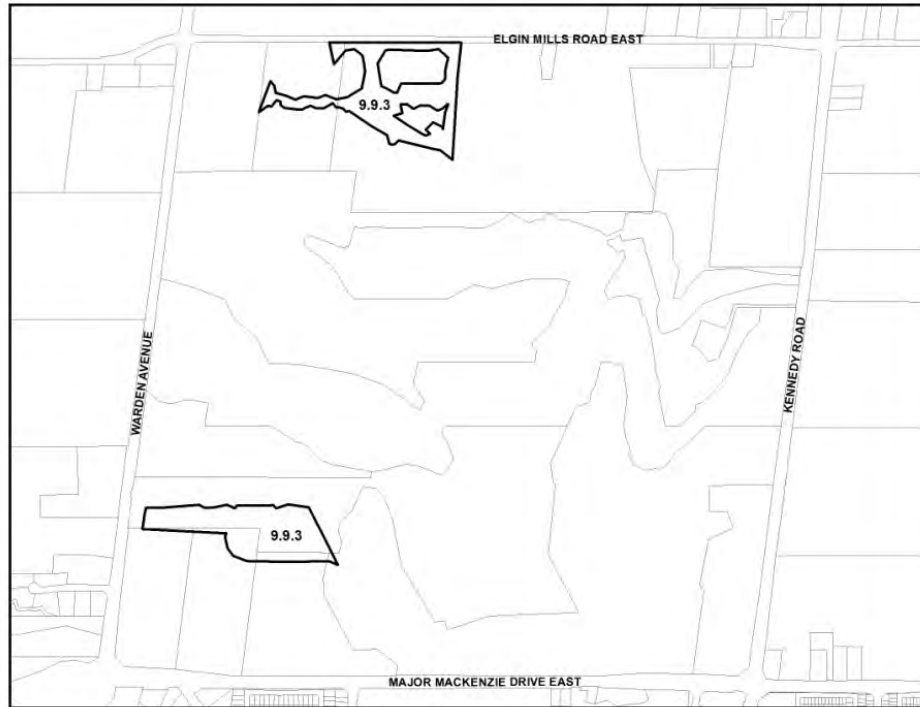 ELGIN MILLS ROAD EAST
9.9.3
WARDEN AVENUE
KENNEDY ROAD
9.9.3
MAJOR MACKENZIE DRIVE EAST